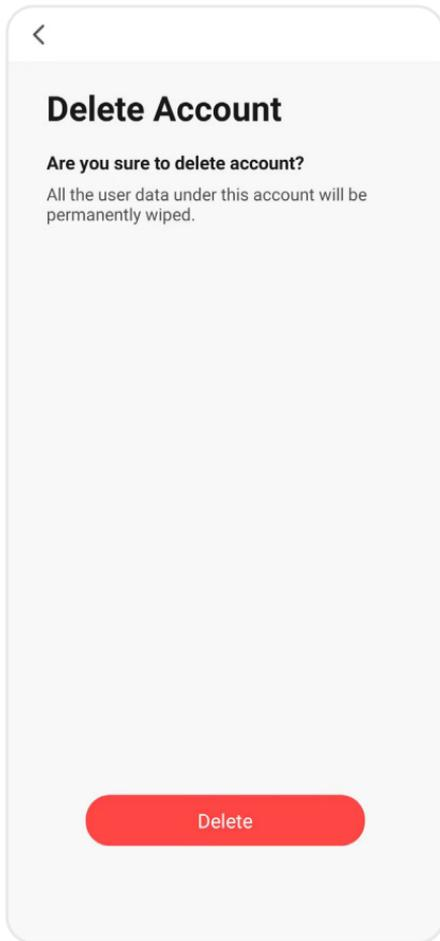 Delete Account
Are you sure to delete account?
All the user data under this account will be
permanently wiped.
Delete